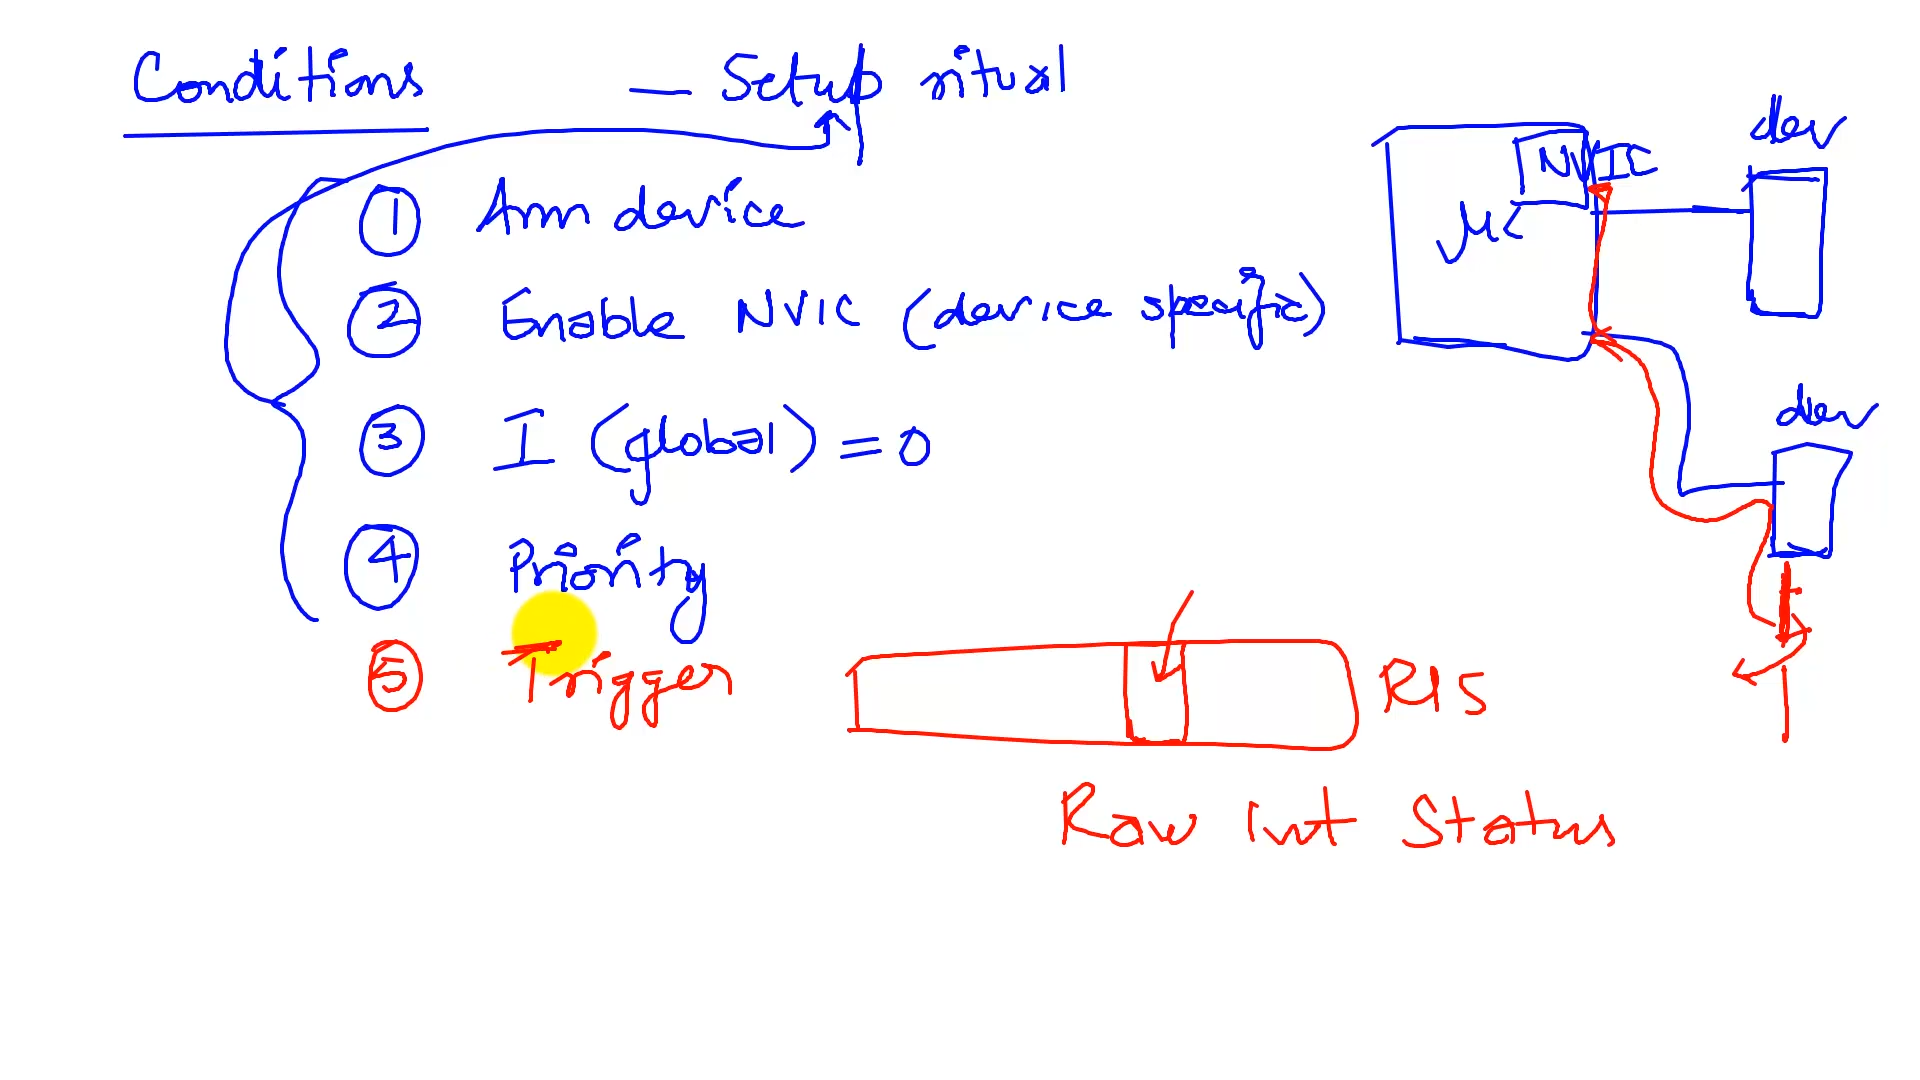 Conditions — Setup ritual
1 Arm device
2 Enable NVIC (device specific)
3 I (global) = 0
4 Priority
5 Trigger
NVIC
μC
dev
dev
RIS
Raw Int Status